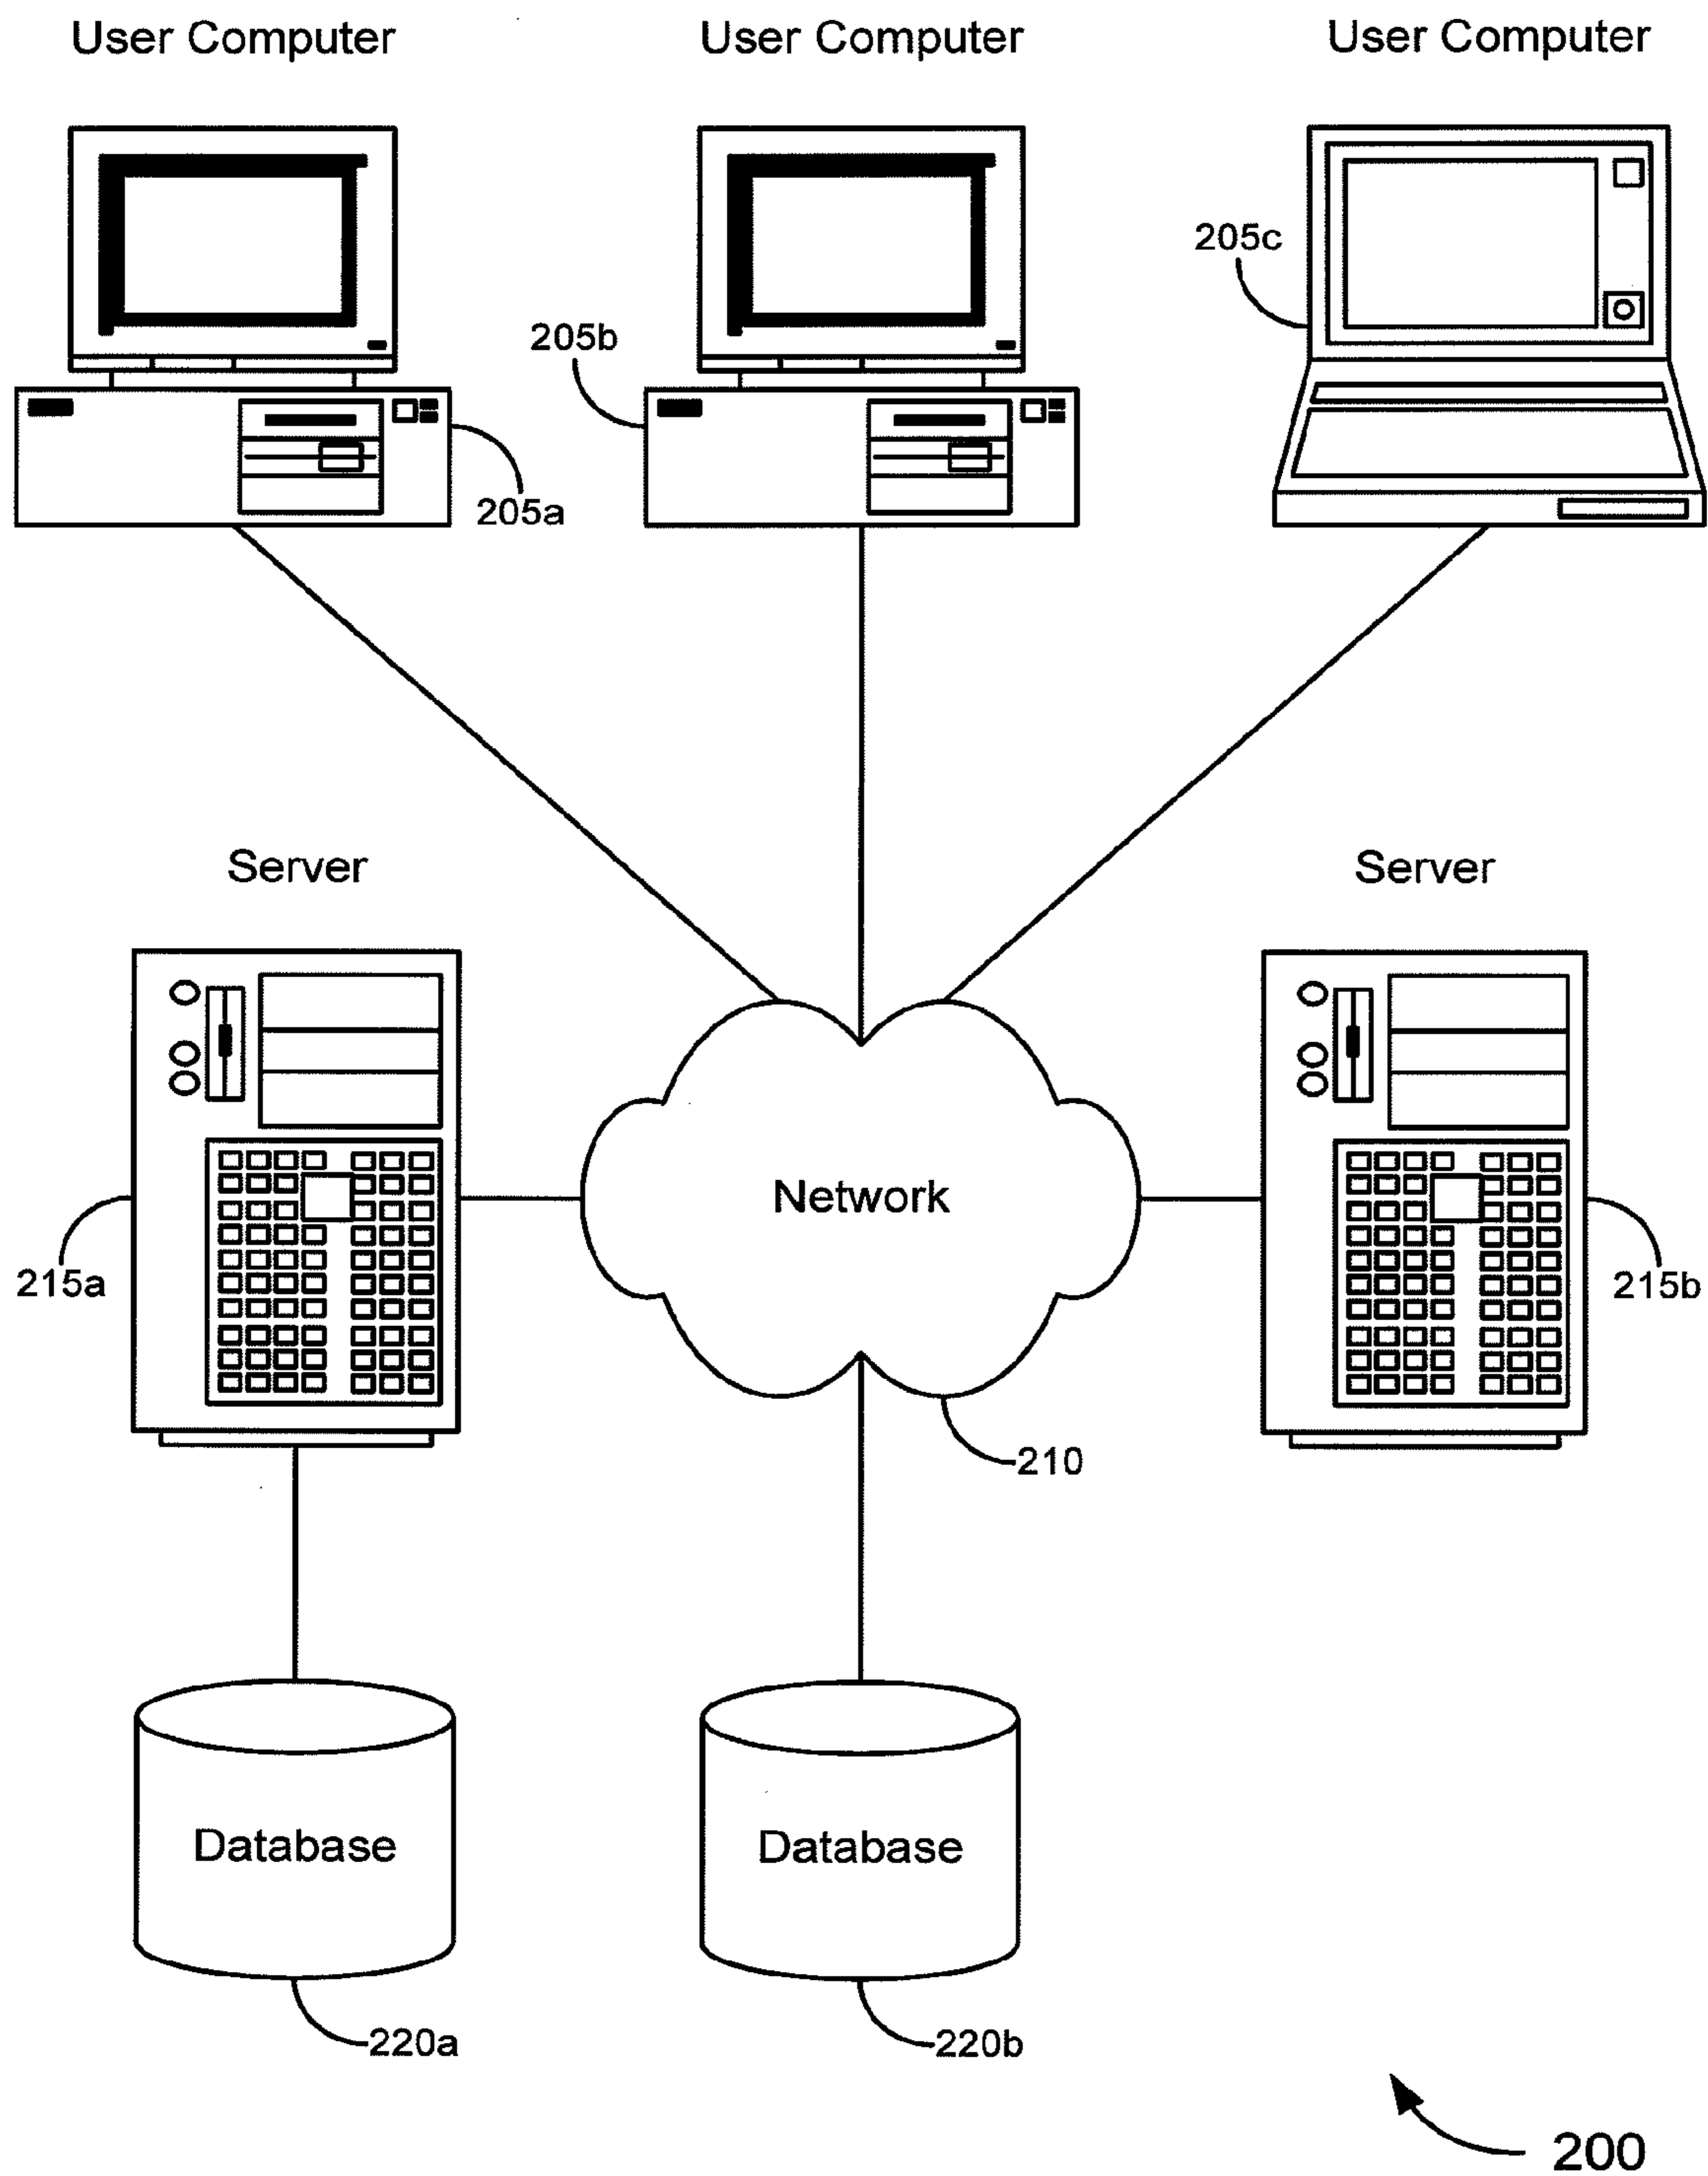 User Computer
User Computer
User Computer
205c
205b
205a
Server
Server
Network
215a
215b
210
Database
Database
220a
220b
200